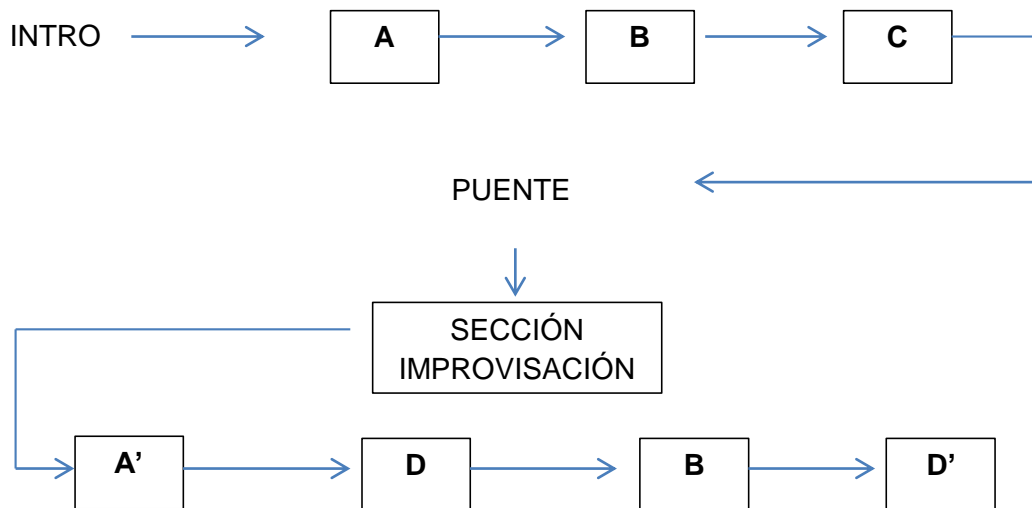 INTRO
A
B
C
PUENTE
SECCIÓN
IMPROVISACIÓN
A’
D
B
D’